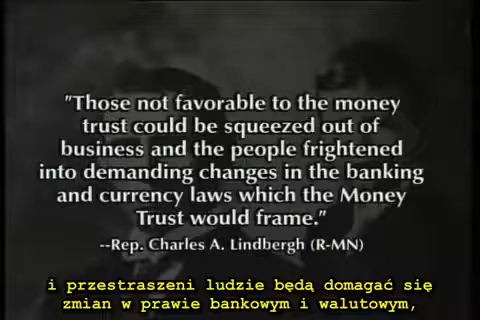 "Those not favorable to the money
trust could be squeezed out of
business and the people frightened
into demanding changes in the banking
and currency laws which the Money
Trust would frame."
--Rep. Charles A. Lindbergh (R-MN)
i przestraszeni ludzie będą domagać się
zmian w prawie bankowym i walutowym,